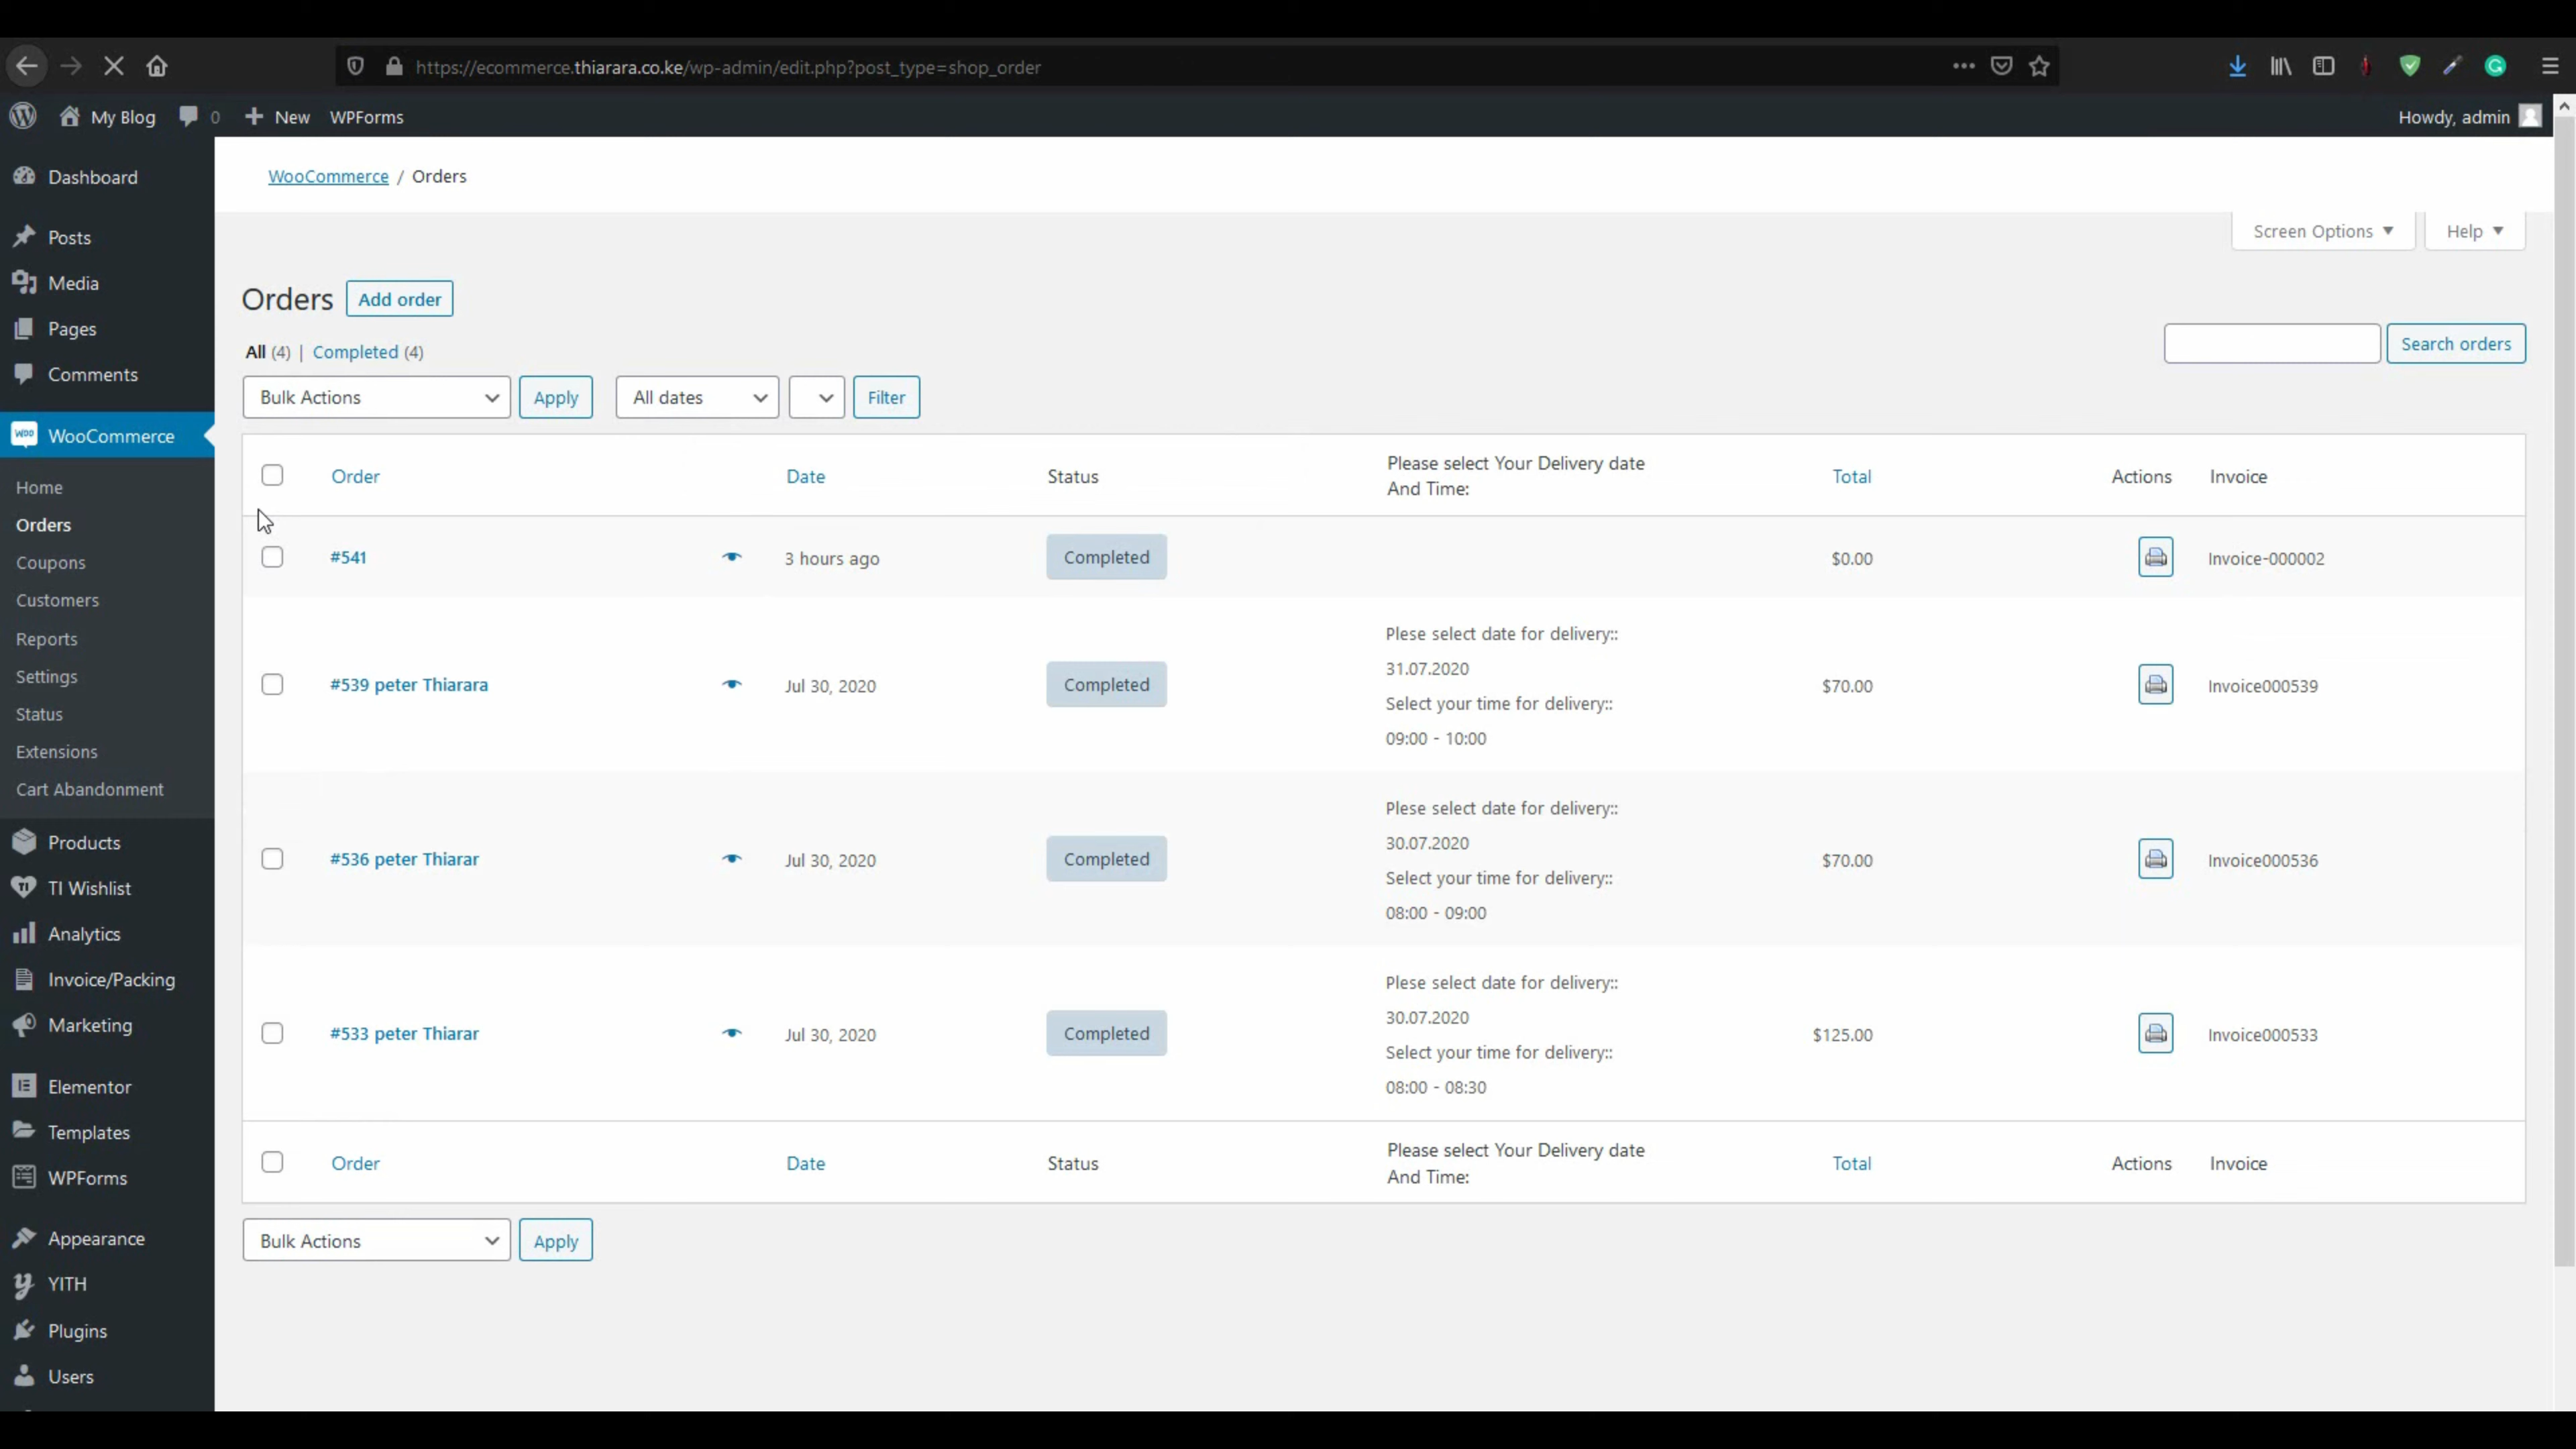 https://ecommerce.thiarara.co.ke/wp-admin/edit.php?post_type=shop_order
My Blog 0 New WPForms Howdy, admin
Dashboard
Posts
Media
Pages
Comments
WooCommerce
Home
Orders
Coupons
Customers
Reports
Settings
Status
Extensions
Cart Abandonment
Products
TI Wishlist
Analytics
Invoice/Packing
Marketing
Elementor
Templates
WPForms
Appearance
YITH
Plugins
Users
WooCommerce / Orders
Screen Options Help
Orders Add order
All (4) | Completed (4)
Search orders
Bulk Actions Apply All dates Filter
Order Date Status Please select Your Delivery date And Time: Total Actions Invoice
#541 3 hours ago Completed $0.00 Invoice-000002
#539 peter Thiarara Jul 30, 2020 Completed $70.00 Invoice000539
Plese select date for delivery::
31.07.2020
Select your time for delivery::
09:00 - 10:00
#536 peter Thiarar Jul 30, 2020 Completed $70.00 Invoice000536
Plese select date for delivery::
30.07.2020
Select your time for delivery::
08:00 - 09:00
#533 peter Thiarar Jul 30, 2020 Completed $125.00 Invoice000533
Plese select date for delivery::
30.07.2020
Select your time for delivery::
08:00 - 08:30
Order Date Status Please select Your Delivery date And Time: Total Actions Invoice
Bulk Actions Apply